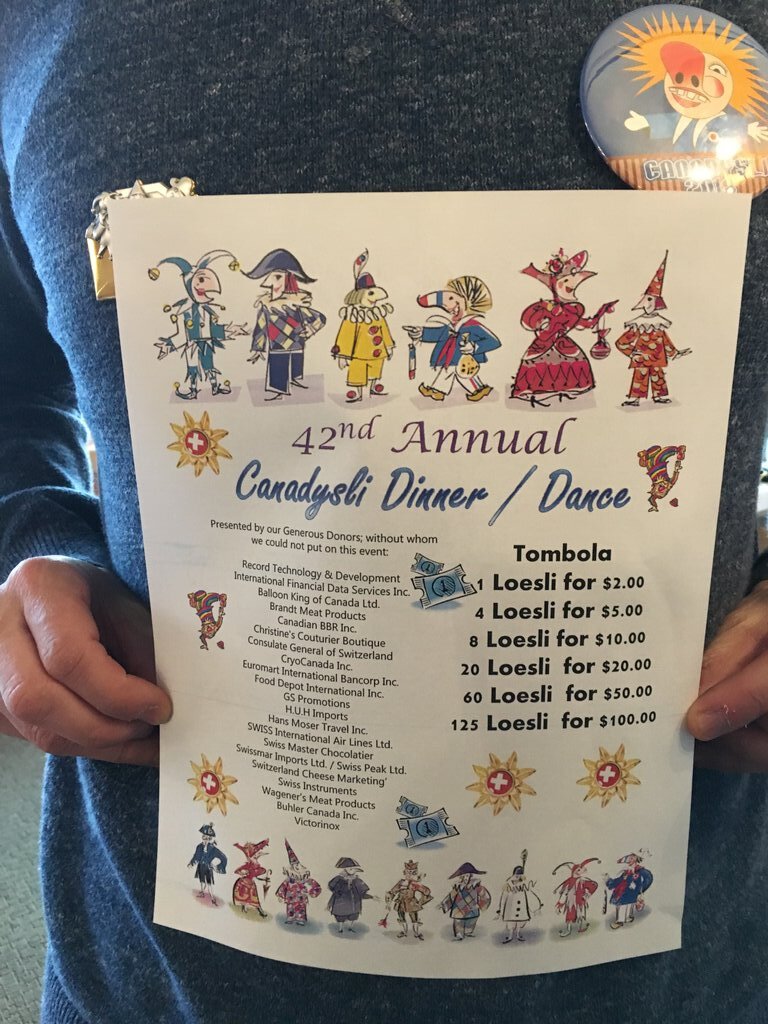 CANADYSLI
42nd Annual
Canadysli Dinner / Dance
Presented by our Generous Donors; without whom
we could not put on this event:
Record Technology & Development
International Financial Data Services Inc.
Balloon King of Canada Ltd.
Brandt Meat Products
Canadian BBR Inc.
Christine's Couturier Boutique
Consulate General of Switzerland
CryoCanada Inc.
Euromart International Bancorp Inc.
Food Depot International Inc.
GS Promotions
H.U.H Imports
Hans Moser Travel Inc.
SWISS International Air Lines Ltd.
Swiss Master Chocolatier
Swissmar Imports Ltd. / Swiss Peak Ltd.
Switzerland Cheese Marketing'
Swiss Instruments
Wagener's Meat Products
Buhler Canada Inc.
Victorinox
Tombola
1 Loesli for $2.00
4 Loesli for $5.00
8 Loesli for $10.00
20 Loesli for $20.00
60 Loesli for $50.00
125 Loesli for $100.00